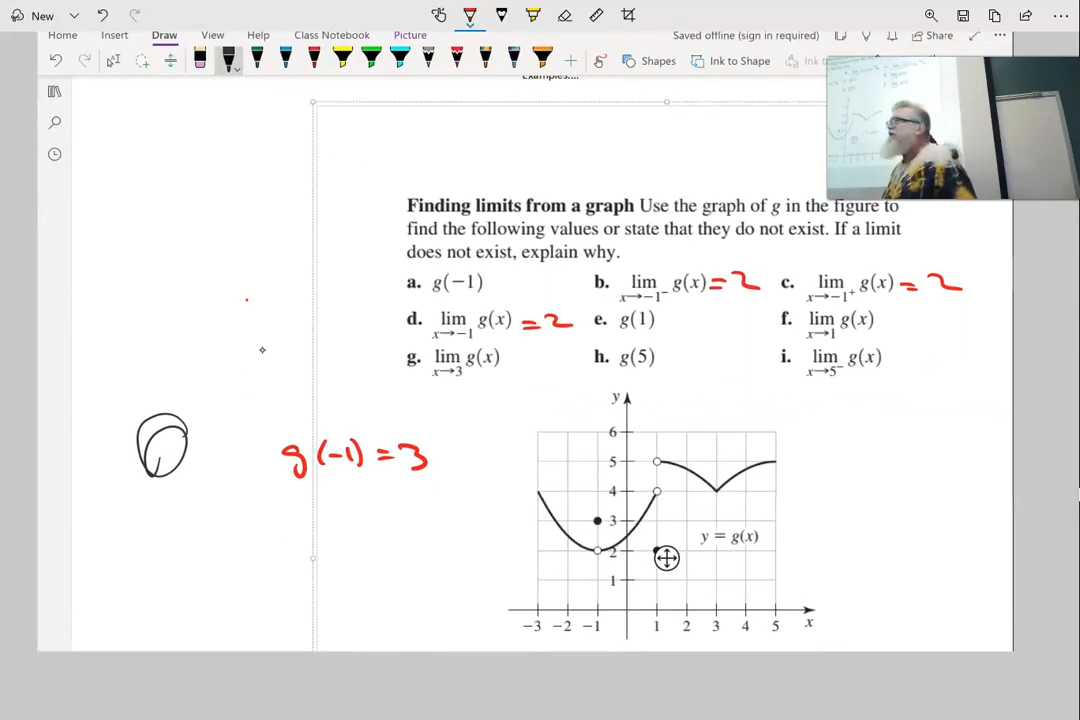 New
Home Insert Draw View Help Class Notebook Picture Saved offline (sign in required) Share
Shapes Ink to Shape
Examples....
Finding limits from a graph Use the graph of g in the figure to
find the following values or state that they do not exist. If a limit
does not exist, explain why.
a. g(−1) b. lim x→−1⁻ g(x) = 2 c. lim x→−1⁺ g(x) = 2
d. lim x→−1 g(x) = 2 e. g(1) f. lim x→1 g(x)
g. lim x→3 g(x) h. g(5) i. lim x→5⁻ g(x)
g(-1) = 3
y
6
5
4
3
y = g(x)
2
1
−3 −2 −1 1 2 3 4 5 x